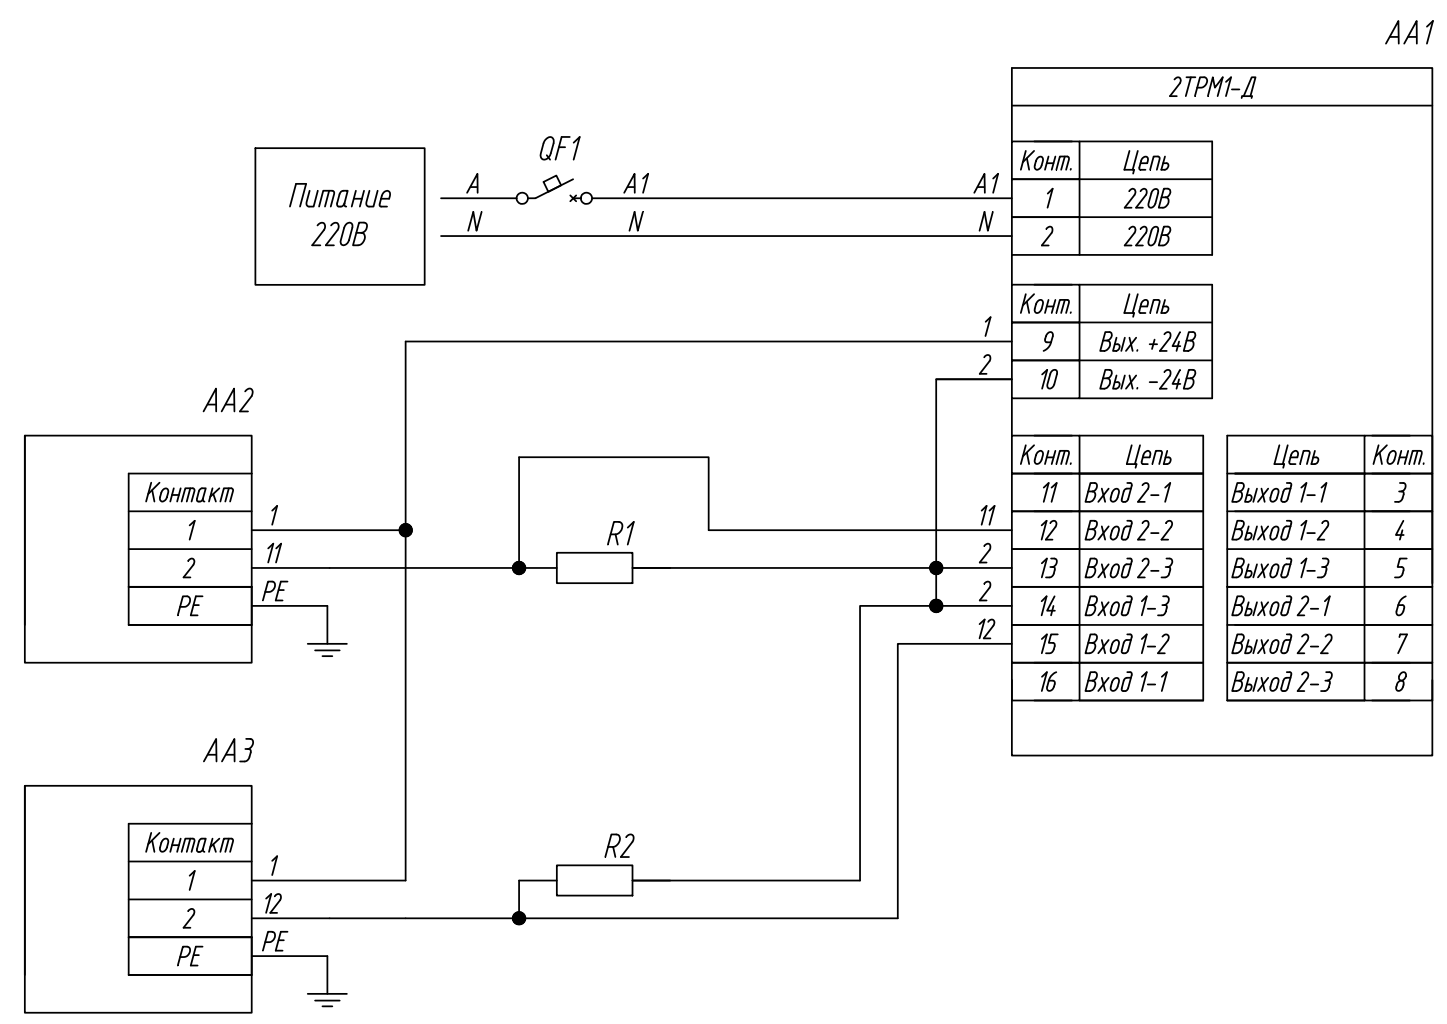 AA1
2ТРМ1-Д
Питание
220В
QF1
A
A1
A1
N
N
N
Конт. Цепь
1 220В
2 220В
Конт. Цепь
1
9 Вых. +24В
2
10 Вых. -24В
AA2
Контакт
1
1
2
11
PE
PE
R1
11
2
2
12
Конт. Цепь
11 Вход 2-1
12 Вход 2-2
13 Вход 2-3
14 Вход 1-3
15 Вход 1-2
16 Вход 1-1
Цепь Конт.
Выход 1-1 3
Выход 1-2 4
Выход 1-3 5
Выход 2-1 6
Выход 2-2 7
Выход 2-3 8
AA3
Контакт
1
1
2
12
PE
PE
R2